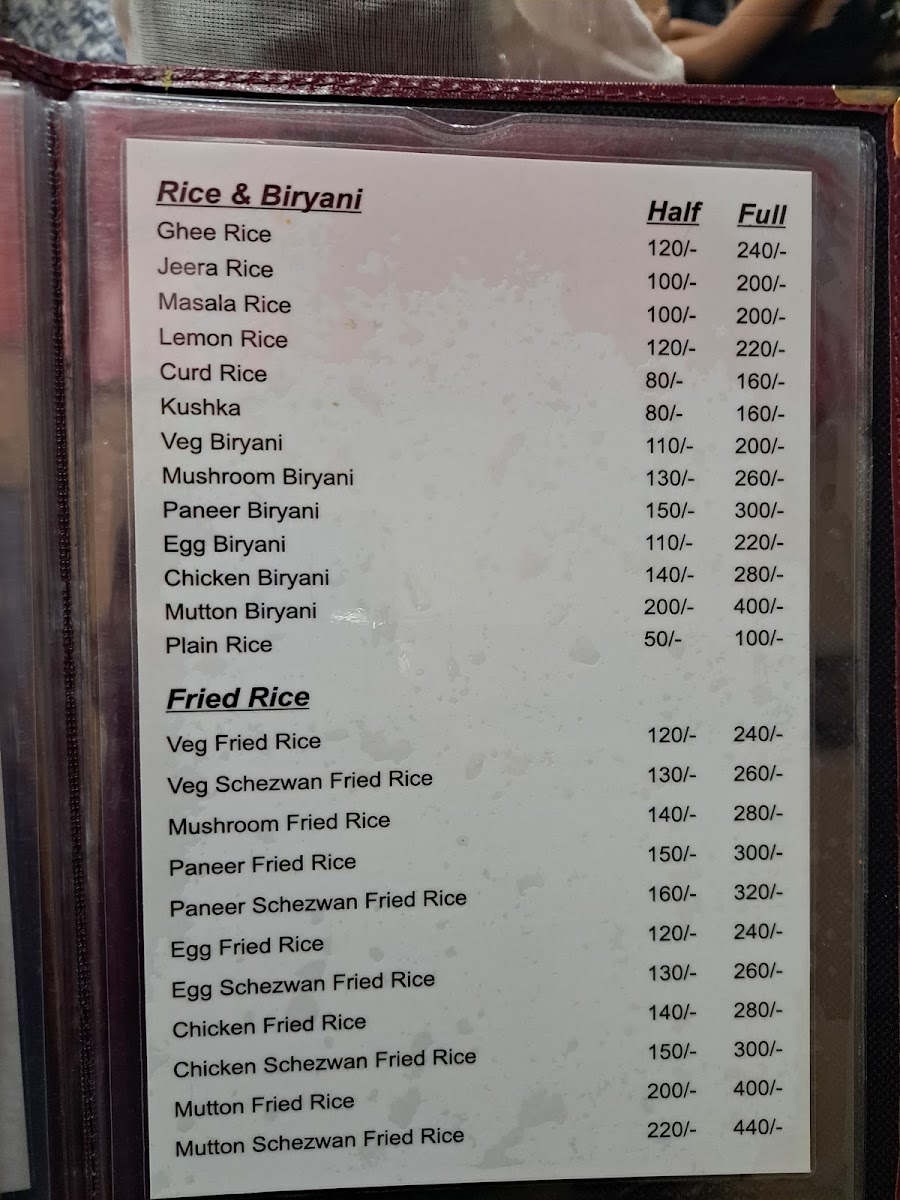 Rice & Biryani Half Full
Ghee Rice 120/- 240/-
Jeera Rice 100/- 200/-
Masala Rice 100/- 200/-
Lemon Rice 120/- 220/-
Curd Rice 80/- 160/-
Kushka 80/- 160/-
Veg Biryani 110/- 200/-
Mushroom Biryani 130/- 260/-
Paneer Biryani 150/- 300/-
Egg Biryani 110/- 220/-
Chicken Biryani 140/- 280/-
Mutton Biryani 200/- 400/-
Plain Rice 50/- 100/-
Fried Rice
Veg Fried Rice 120/- 240/-
Veg Schezwan Fried Rice 130/- 260/-
Mushroom Fried Rice 140/- 280/-
Paneer Fried Rice 150/- 300/-
Paneer Schezwan Fried Rice 160/- 320/-
Egg Fried Rice 120/- 240/-
Egg Schezwan Fried Rice 130/- 260/-
Chicken Fried Rice 140/- 280/-
Chicken Schezwan Fried Rice 150/- 300/-
Mutton Fried Rice 200/- 400/-
Mutton Schezwan Fried Rice 220/- 440/-